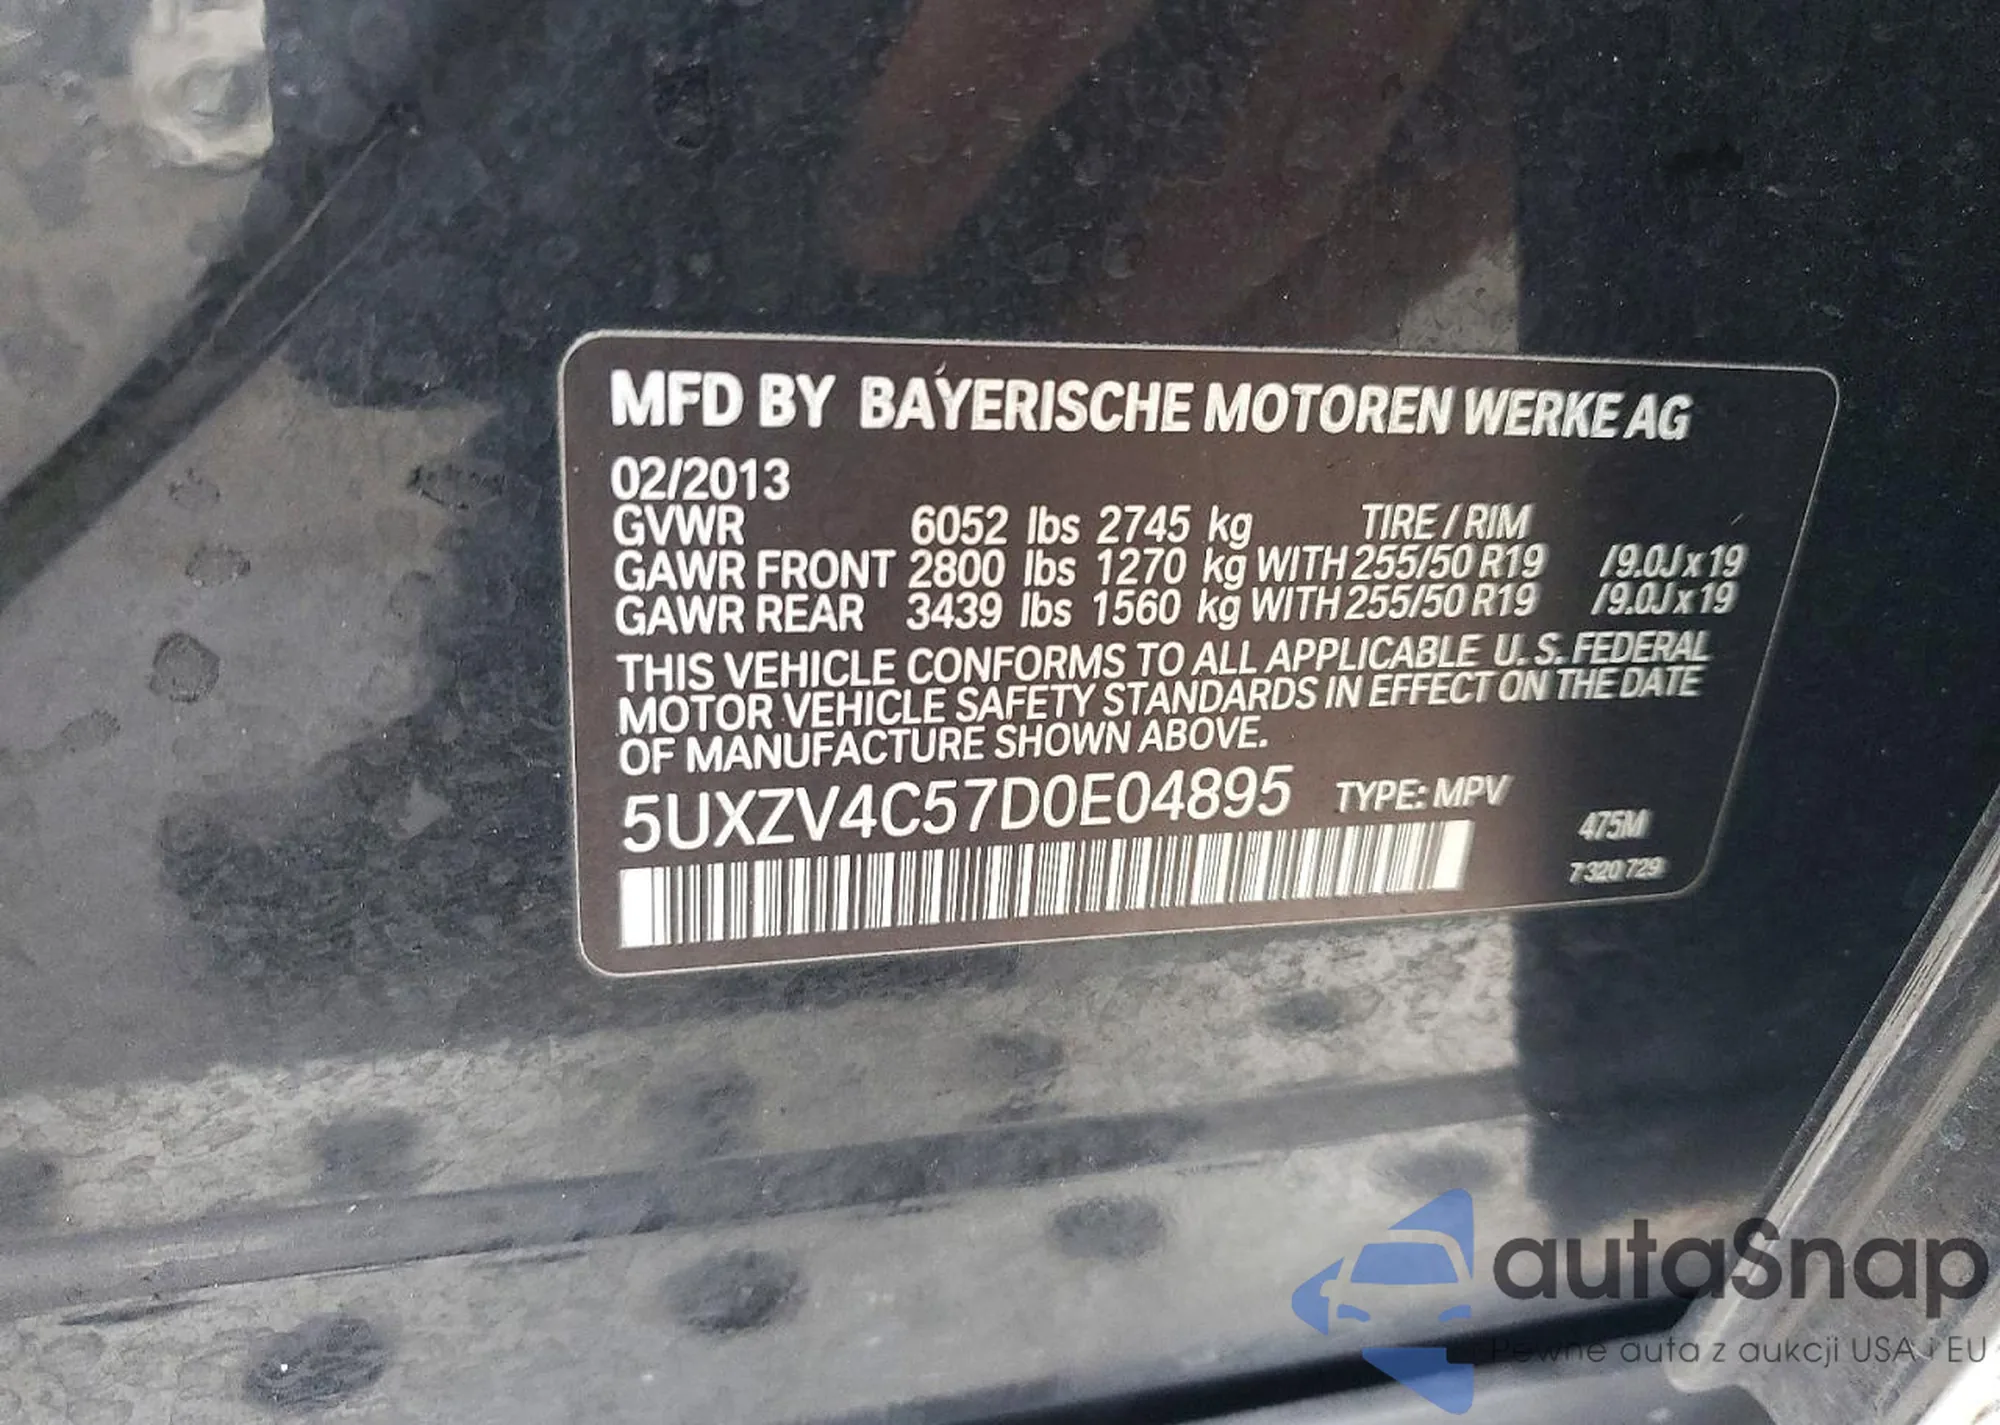 MFD BY BAYERISCHE MOTOREN WERKE AG
02/2013
GVWR 6052 lbs 2745 kg TIRE / RIM
GAWR FRONT 2800 lbs 1270 kg WITH 255/50 R19 /9.0J x 19
GAWR REAR 3439 lbs 1560 kg WITH 255/50 R19 /9.0J x 19
THIS VEHICLE CONFORMS TO ALL APPLICABLE U.S. FEDERAL
MOTOR VEHICLE SAFETY STANDARDS IN EFFECT ON THE DATE
OF MANUFACTURE SHOWN ABOVE.
5UXZV4C57D0E04895 TYPE: MPV
475M
7 320 729
autaSnap
Pewne auta z aukcji USA i EU